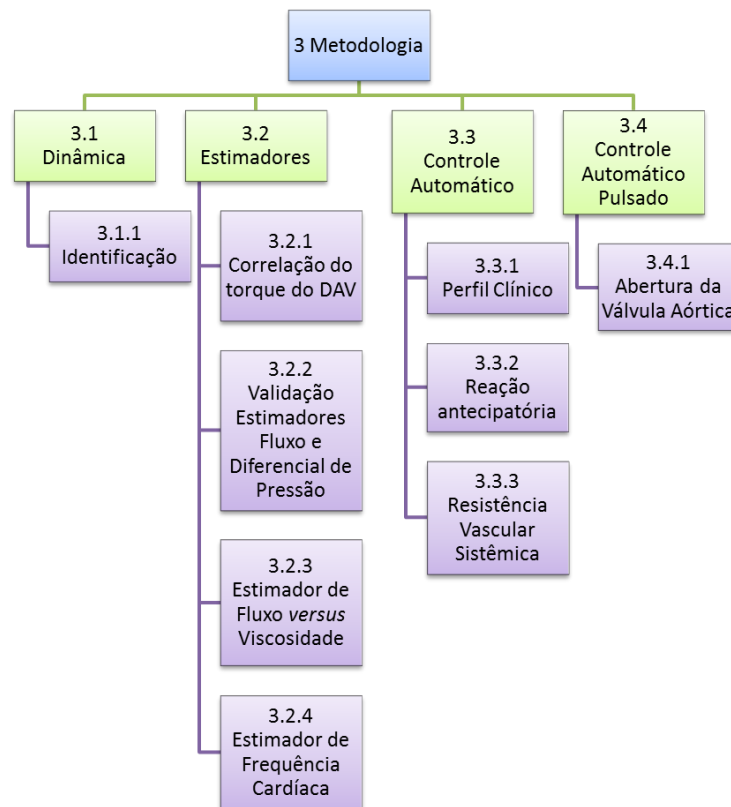 3 Metodologia
3.1
Dinâmica
3.1.1
Identificação
3.2
Estimadores
3.2.1
Correlação do
torque do DAV
3.2.2
Validação
Estimadores
Fluxo e
Diferencial de
Pressão
3.2.3
Estimador de
Fluxo versus
Viscosidade
3.2.4
Estimador de
Frequência
Cardíaca
3.3
Controle
Automático
3.3.1
Perfil Clínico
3.3.2
Reação
antecipatória
3.3.3
Resistência
Vascular
Sistêmica
3.4
Controle
Automático
Pulsado
3.4.1
Abertura da
Válvula Aórtica